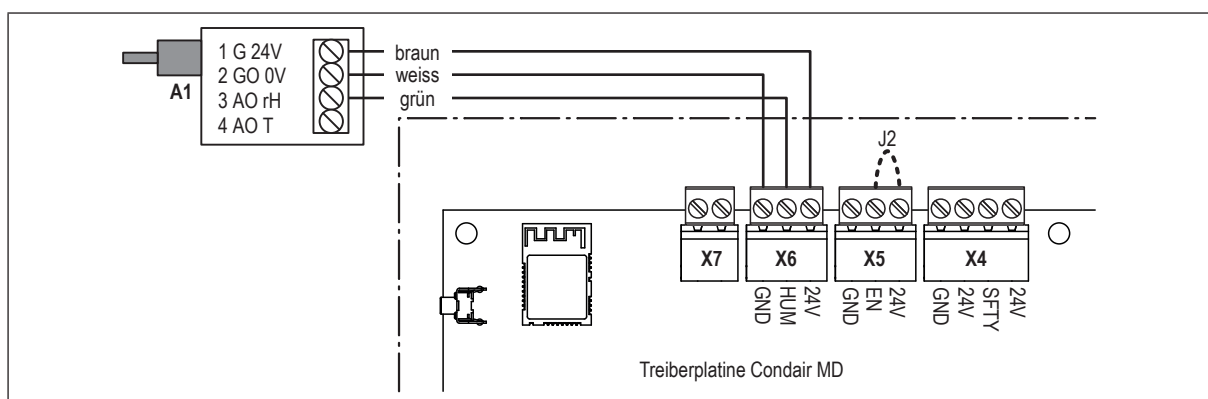 1 G 24V
2 GO 0V
3 AO rH
4 AO T
A1
braun
weiss
grün
J2
X7
X6
X5
X4
GND
HUM
24V
GND
EN
24V
GND
24V
SFTY
24V
Treiberplatine Condair MD